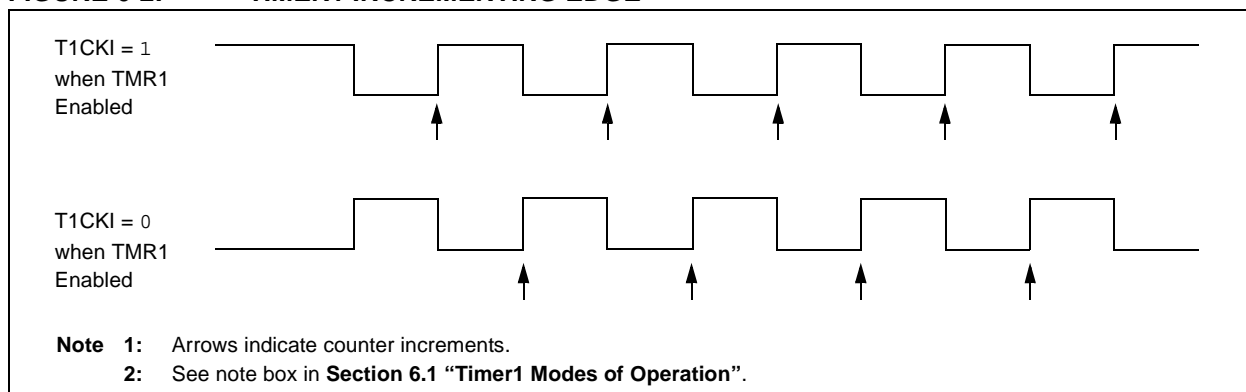 T1CKI = 1
when TMR1
Enabled
T1CKI = 0
when TMR1
Enabled
Note 1: Arrows indicate counter increments.
2: See note box in Section 6.1 “Timer1 Modes of Operation”.